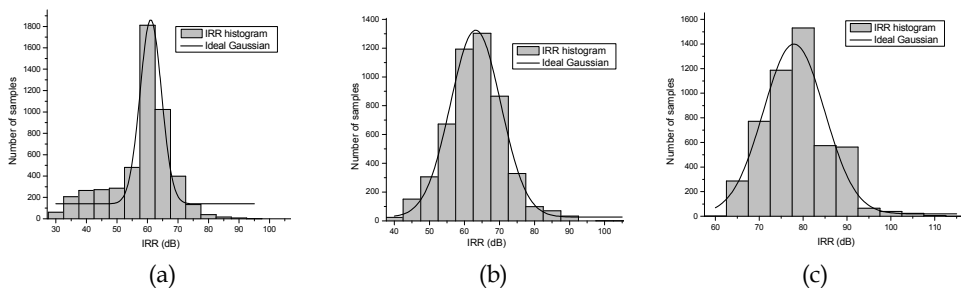 1800
1600
1400
1200
1000
800
600
400
200
0
Number of samples
30 40 50 60 70 80 90 100
IRR (dB)
IRR histogram
Ideal Gaussian
(a)
1400
1200
1000
800
600
400
200
0
Number of samples
40 50 60 70 80 90 100
IRR (dB)
IRR histogram
Ideal Gaussian
(b)
1600
1400
1200
1000
800
600
400
200
0
Number of samples
60 70 80 90 100 110
IRR (dB)
IRR histogram
Ideal Gaussian
(c)